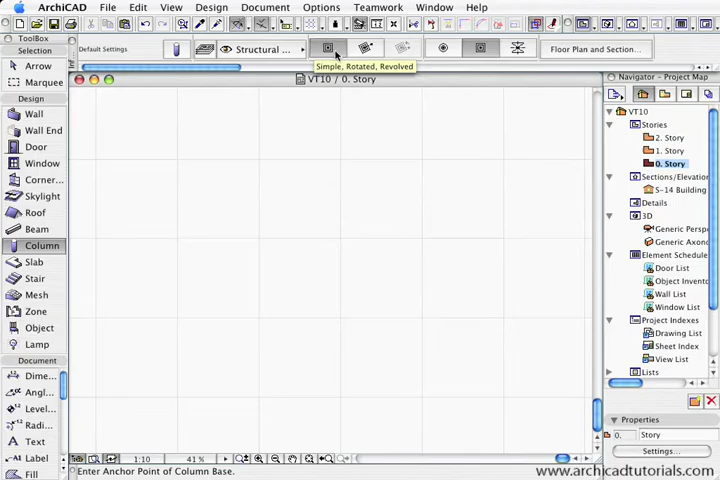 ArchiCAD File Edit View Design Document Options Teamwork Window Help
ToolBox
Selection
Arrow
Marquee
Design
Wall
Wall End
Door
Window
Corner...
Skylight
Roof
Beam
Column
Slab
Stair
Mesh
Zone
Object
Lamp
Document
Dime...
Angl...
Level...
Radi...
Text
Label
Fill
Default Settings
Structural ...
Floor Plan and Section...
Simple, Rotated, Revolved
VT10 / 0. Story
1:10
41 %
Enter Anchor Point of Column Base.
Navigator - Project Map
VT10
Stories
2. Story
1. Story
0. Story
Sections/Elevation
S-14 Building
Details
3D
Generic Persp
Generic Axono
Element Schedule
Door List
Object Invento
Wall List
Window List
Project Indexes
Drawing List
Sheet Index
View List
Lists
Properties
0. Story
Settings...
www.archicadtutorials.com